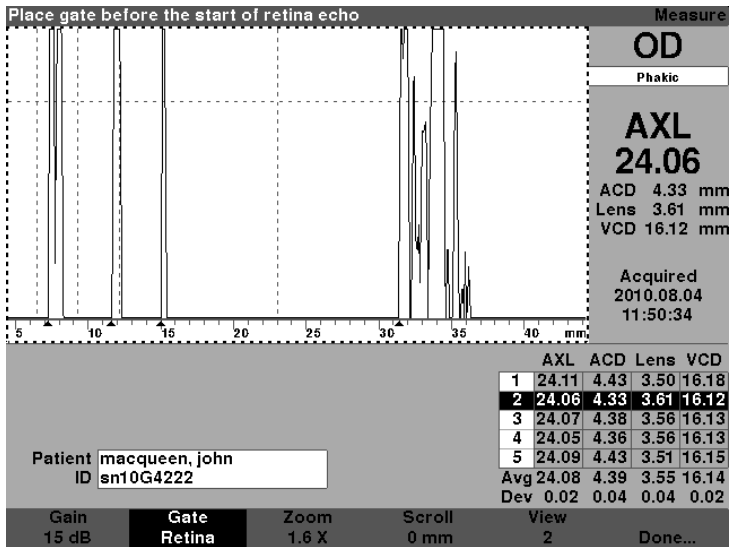 Place gate before the start of retina echo
Measure
OD
Phakic
AXL
24.06
ACD 4.33 mm
Lens 3.61 mm
VCD 16.12 mm
Acquired
2010.08.04
11:50:34
5 10 15 20 25 30 35 40 mm
AXL ACD Lens VCD
1 24.11 4.43 3.50 16.18
2 24.06 4.33 3.61 16.12
3 24.07 4.38 3.56 16.13
4 24.05 4.36 3.56 16.13
5 24.09 4.43 3.51 16.15
Avg 24.08 4.39 3.55 16.14
Dev 0.02 0.04 0.04 0.02
Patient macqueen, john
ID sn10G4222
Gain Gate Zoom Scroll View
15 dB Retina 1.6 X 0 mm 2 Done...